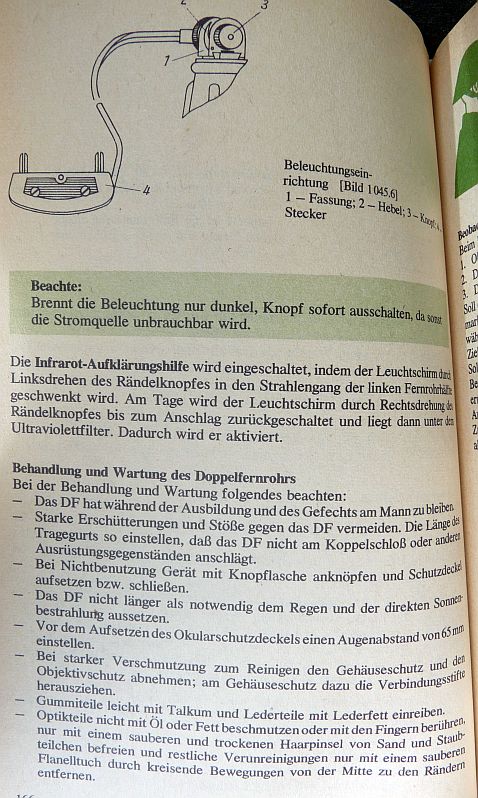 2
3
1
4
Beleuchtungsein-
richtung [Bild 1045.6]
1 – Fassung; 2 – Hebel; 3 – Knopf; 4 –
Stecker
Beachte:
Brennt die Beleuchtung nur dunkel, Knopf sofort ausschalten, da sonst
die Stromquelle unbrauchbar wird.
Die Infrarot-Aufklärungshilfe wird eingeschaltet, indem der Leuchtschirm durch
Linksdrehen des Rändelknopfes in den Strahlengang der linken Fernrohrhälfte
geschwenkt wird. Am Tage wird der Leuchtschirm durch Rechtsdrehung des
Rändelknopfes bis zum Anschlag zurückgeschaltet und liegt dann unter dem
Ultraviolettfilter. Dadurch wird er aktiviert.
Behandlung und Wartung des Doppelfernrohrs
Bei der Behandlung und Wartung folgendes beachten:
– Das DF hat während der Ausbildung und des Gefechts am Mann zu bleiben.
– Starke Erschütterungen und Stöße gegen das DF vermeiden. Die Länge des
Tragegurts so einstellen, daß das DF nicht am Koppelschloß oder anderen
Ausrüstungsgegenständen anschlägt.
– Bei Nichtbenutzung Gerät mit Knopflasche anknöpfen und Schutzdeckel
aufsetzen bzw. schließen.
– Das DF nicht länger als notwendig dem Regen und der direkten Sonnen-
bestrahlung aussetzen.
– Vor dem Aufsetzen des Okularschutzdeckels einen Augenabstand von 65 mm
einstellen.
– Bei starker Verschmutzung zum Reinigen den Gehäuseschutz und den
Objektivschutz abnehmen; am Gehäuseschutz dazu die Verbindungsstifte
herausziehen.
– Gummiteile leicht mit Talkum und Lederteile mit Lederfett einreiben.
– Optikteile nicht mit Öl oder Fett beschmutzen oder mit den Fingern berühren,
nur mit einem sauberen und trockenen Haarpinsel von Sand und Staub-
teilchen befreien und restliche Verunreinigungen nur mit einem sauberen
Flanelltuch durch kreisende Bewegungen von der Mitte zu den Rändern
entfernen.
Beim
1.
2.
3.
Soll